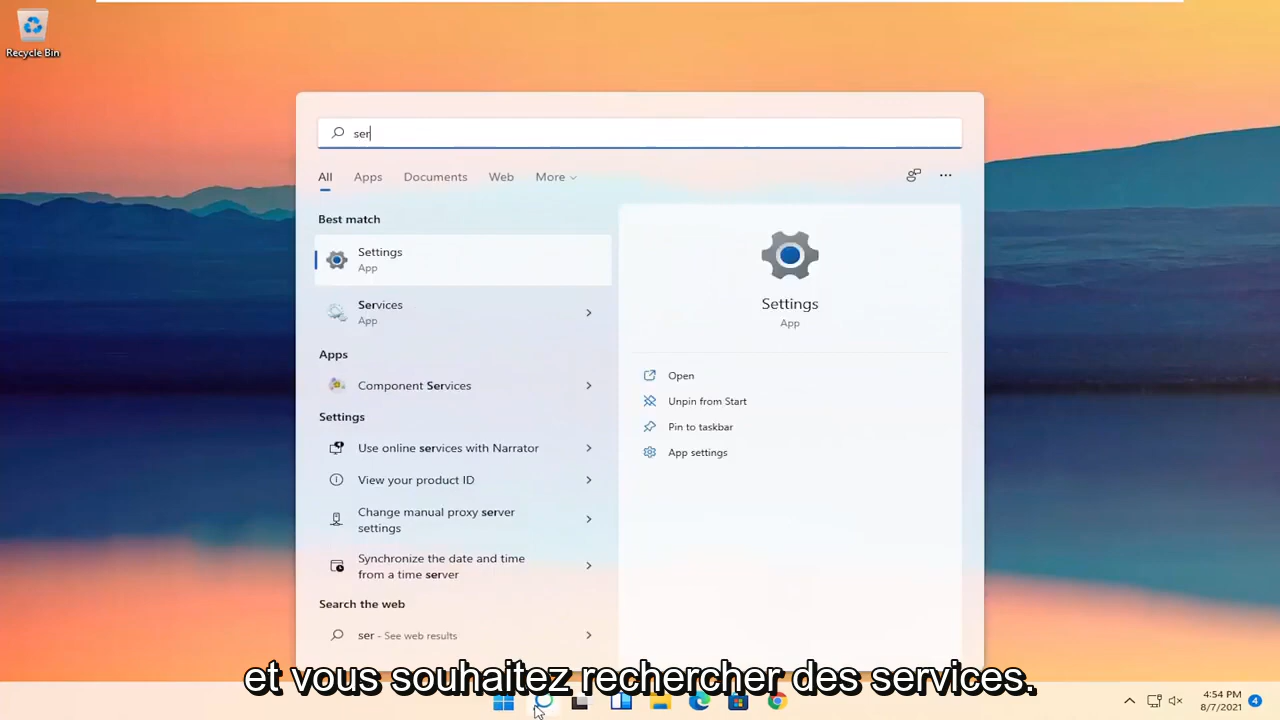 Recycle Bin
ser
All Apps Documents Web More
Best match
Settings
App
Services
App
Apps
Component Services
Settings
Use online services with Narrator
View your product ID
Change manual proxy server
settings
Synchronize the date and time
from a time server
Search the web
ser - See web results
Settings
App
Open
Unpin from Start
Pin to taskbar
App settings
et vous souhaitez rechercher des services.
4:54 PM
8/7/2021
4